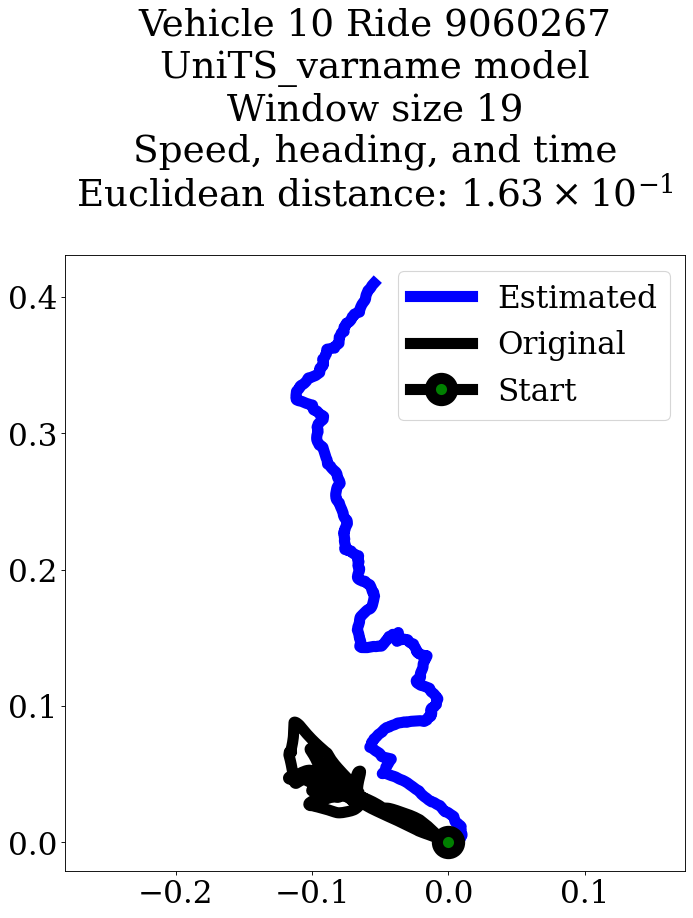 Vehicle 10 Ride 9060267
UniTS_varname model
Window size 19
Speed, heading, and time
Euclidean distance: 1.63 × 10⁻¹
Estimated
Original
Start
0.4
0.3
0.2
0.1
0.0
−0.2
−0.1
0.0
0.1